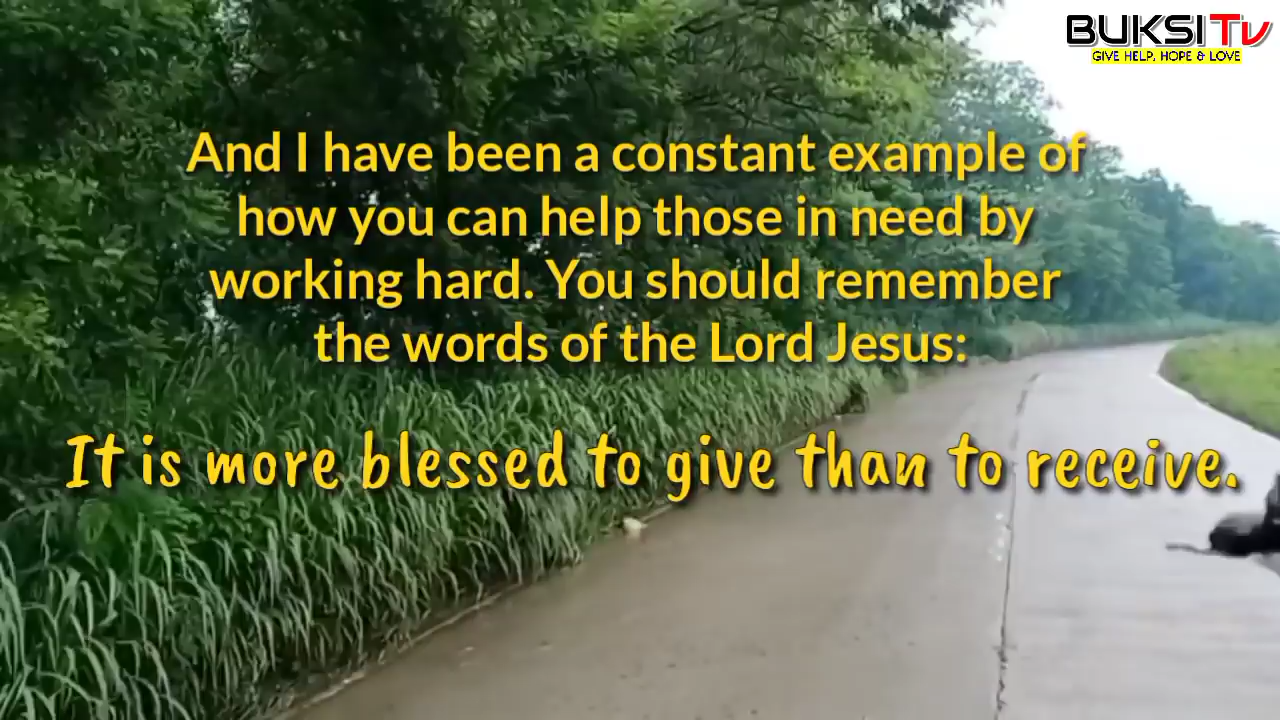 BUKSI Tv
GIVE HELP, HOPE & LOVE
And I have been a constant example of
how you can help those in need by
working hard. You should remember
the words of the Lord Jesus:
It is more blessed to give than to receive.